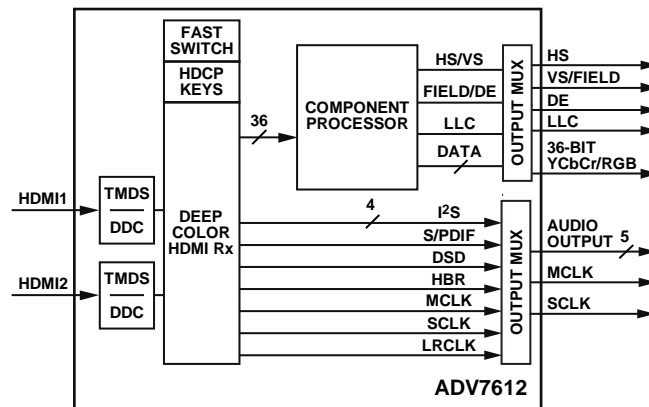 FAST
SWITCH
HDCP
KEYS
DEEP
COLOR
HDMI Rx
HDMI1
TMDS
DDC
HDMI2
TMDS
DDC
36
COMPONENT
PROCESSOR
HS/VS
FIELD/DE
LLC
DATA
OUTPUT MUX
HS
VS/FIELD
DE
LLC
36-BIT
YCbCr/RGB
4
I²S
S/PDIF
DSD
HBR
MCLK
SCLK
LRCLK
OUTPUT MUX
AUDIO
OUTPUT 5
MCLK
SCLK
ADV7612